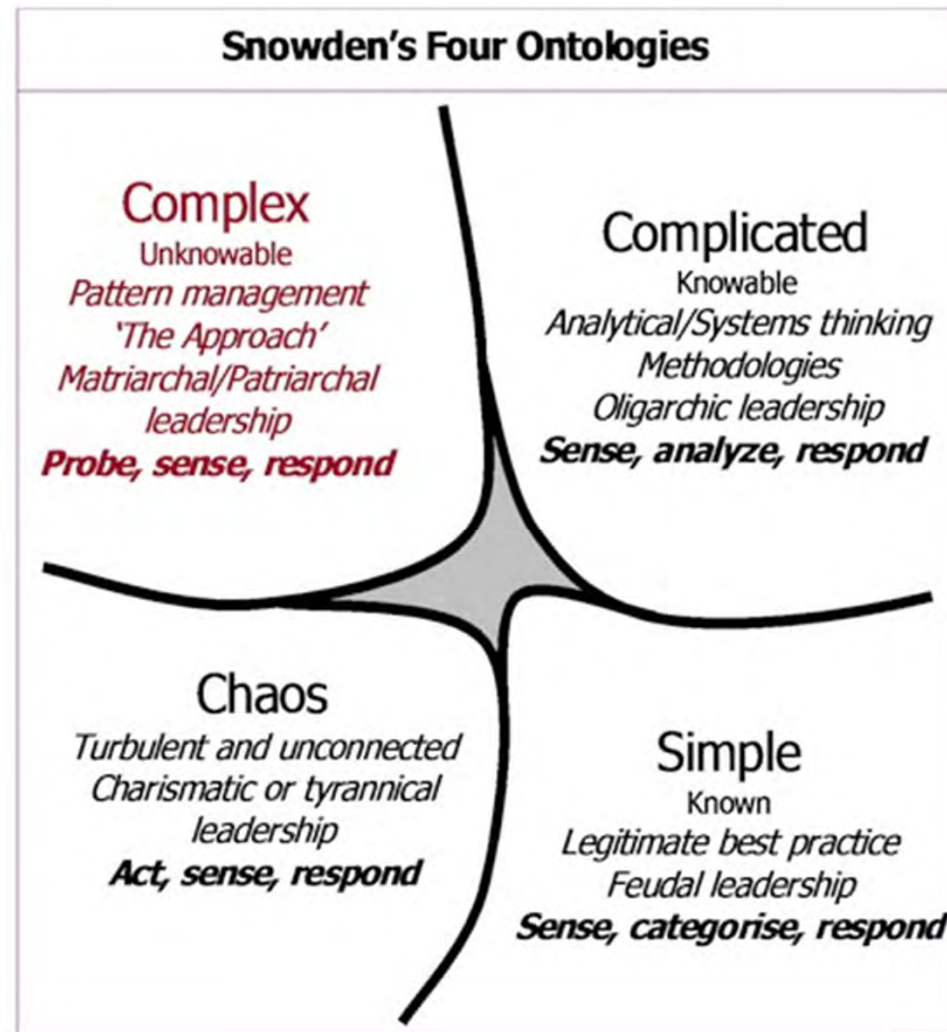 Snowden's Four Ontologies
Complex
Unknowable
Pattern management
'The Approach'
Matriarchal/Patriarchal
leadership
Probe, sense, respond
Complicated
Knowable
Analytical/Systems thinking
Methodologies
Oligarchic leadership
Sense, analyze, respond
Chaos
Turbulent and unconnected
Charismatic or tyrannical
leadership
Act, sense, respond
Simple
Known
Legitimate best practice
Feudal leadership
Sense, categorise, respond